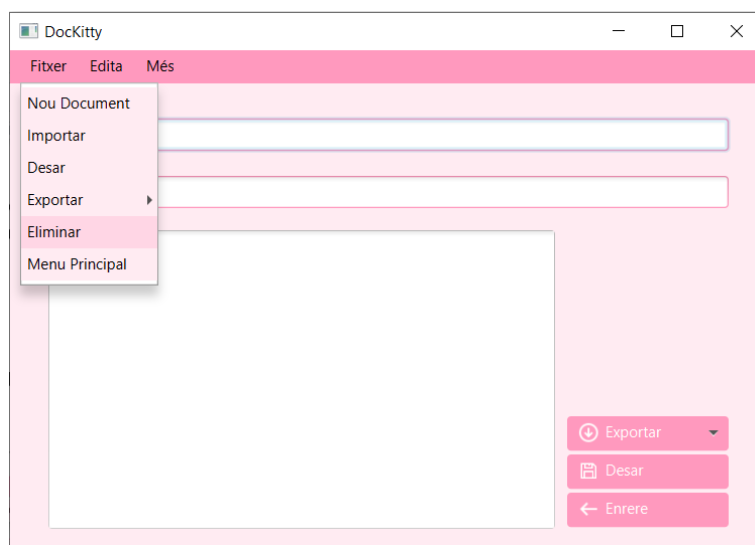 DocKitty
Fitxer Edita Més
Nou Document
Importar
Desar
Exportar
Eliminar
Menu Principal
Exportar
Desar
Enrere